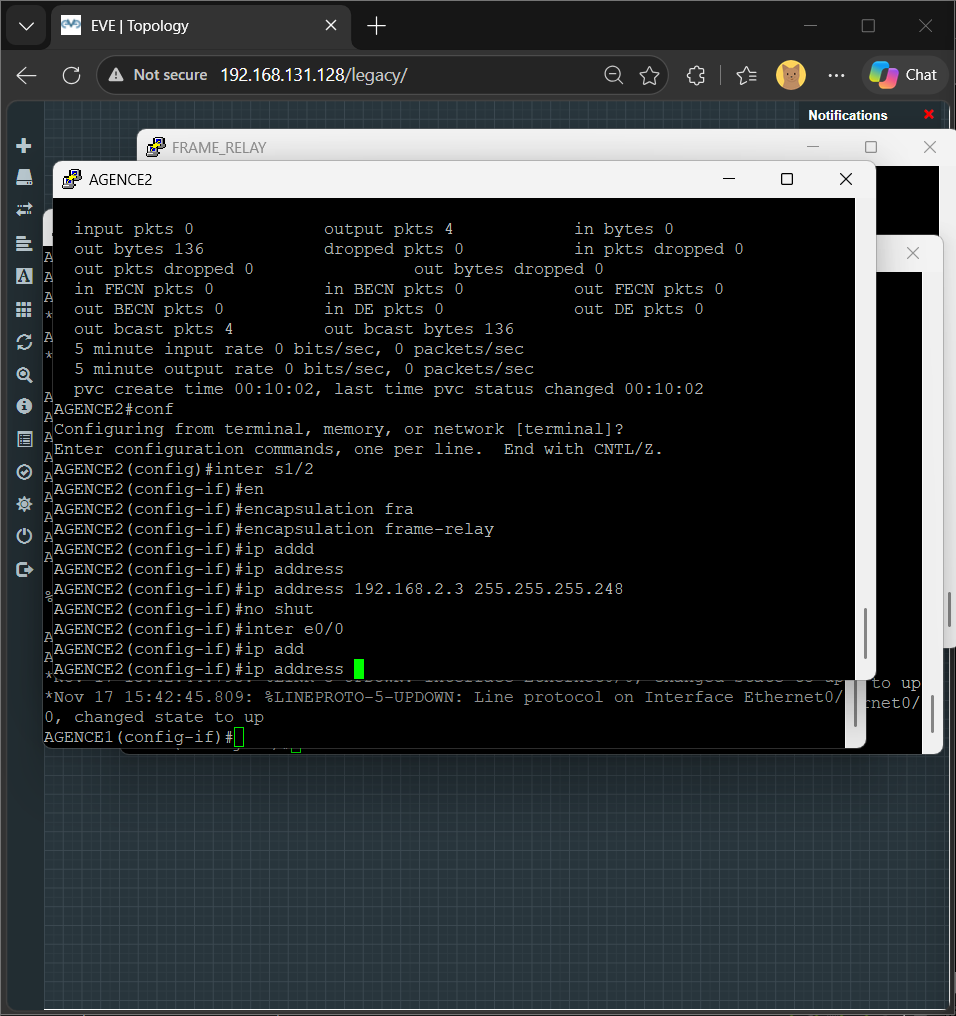 EVE | Topology
Not secure 192.168.131.128/legacy/
Chat
Notifications
FRAME_RELAY
AGENCE2
input pkts 0 output pkts 4 in bytes 0
out bytes 136 dropped pkts 0 in pkts dropped 0
out pkts dropped 0 out bytes dropped 0
in FECN pkts 0 in BECN pkts 0 out FECN pkts 0
out BECN pkts 0 in DE pkts 0 out DE pkts 0
out bcast pkts 4 out bcast bytes 136
5 minute input rate 0 bits/sec, 0 packets/sec
5 minute output rate 0 bits/sec, 0 packets/sec
pvc create time 00:10:02, last time pvc status changed 00:10:02
AGENCE2#conf
Configuring from terminal, memory, or network [terminal]?
Enter configuration commands, one per line. End with CNTL/Z.
AGENCE2(config)#inter s1/2
AGENCE2(config-if)#en
AGENCE2(config-if)#encapsulation fra
AGENCE2(config-if)#encapsulation frame-relay
AGENCE2(config-if)#ip addd
AGENCE2(config-if)#ip address
AGENCE2(config-if)#ip address 192.168.2.3 255.255.255.248
AGENCE2(config-if)#no shut
AGENCE2(config-if)#inter e0/0
AGENCE2(config-if)#ip add
AGENCE2(config-if)#ip address
to up
*Nov 17 15:42:45.809: %LINEPROTO-5-UPDOWN: Line protocol on Interface Ethernet0/
rnet0/
0, changed state to up
AGENCE1(config-if)#